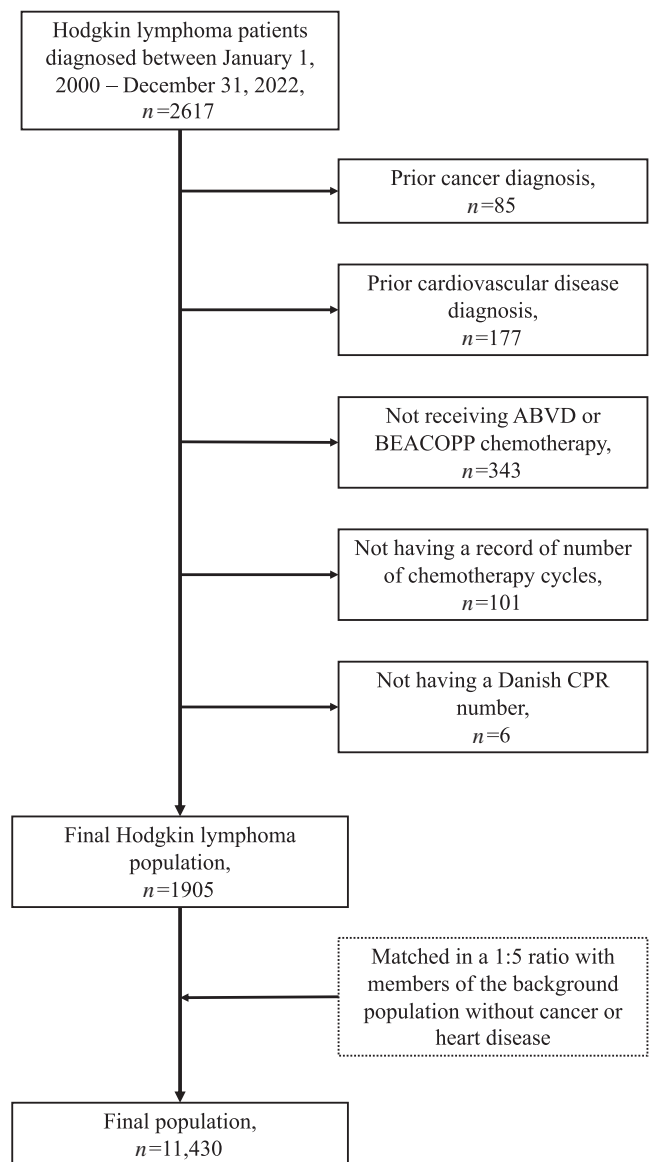 Hodgkin lymphoma patients
diagnosed between January 1,
2000 – December 31, 2022,
n=2617
Prior cancer diagnosis,
n=85
Prior cardiovascular disease
diagnosis,
n=177
Not receiving ABVD or
BEACOPP chemotherapy,
n=343
Not having a record of number
of chemotherapy cycles,
n=101
Not having a Danish CPR
number,
n=6
Final Hodgkin lymphoma
population,
n=1905
Matched in a 1:5 ratio with
members of the background
population without cancer or
heart disease
Final population,
n=11,430